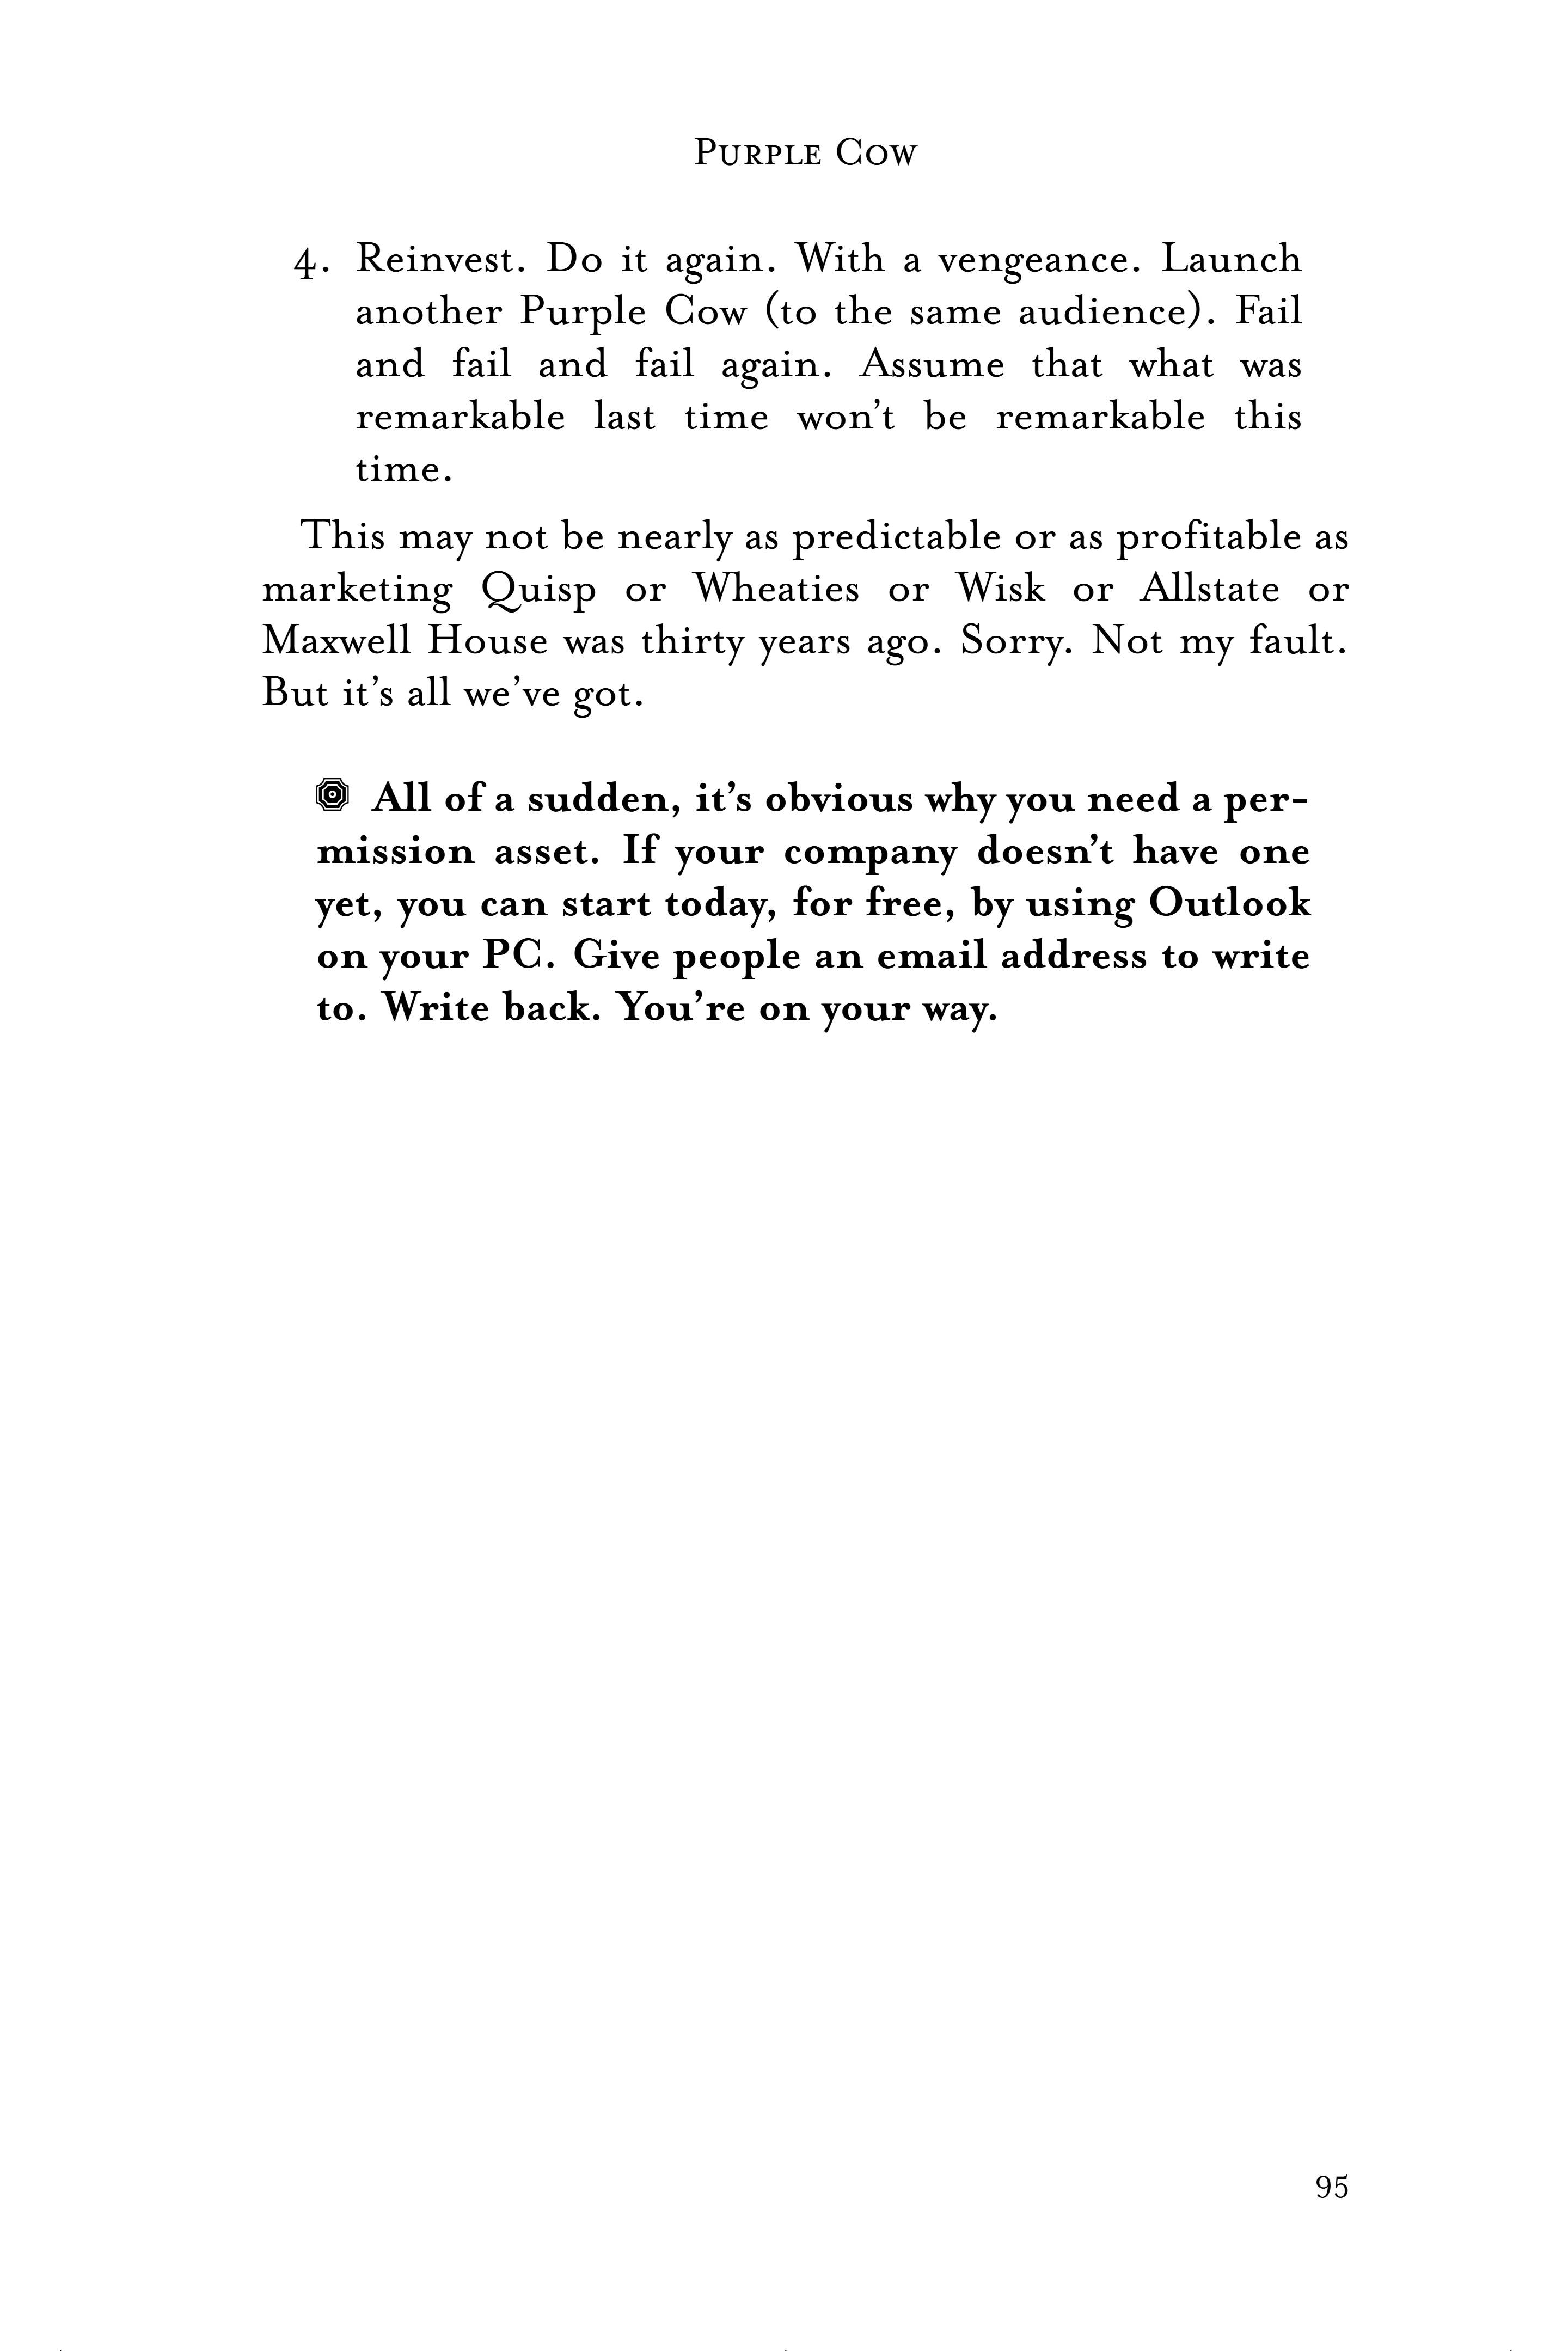 Purple Cow
4. Reinvest. Do it again. With a vengeance. Launch
another Purple Cow (to the same audience). Fail
and fail and fail again. Assume that what was
remarkable last time won’t be remarkable this
time.
This may not be nearly as predictable or as profitable as
marketing Quisp or Wheaties or Wisk or Allstate or
Maxwell House was thirty years ago. Sorry. Not my fault.
But it’s all we’ve got.
All of a sudden, it’s obvious why you need a per-
mission asset. If your company doesn’t have one
yet, you can start today, for free, by using Outlook
on your PC. Give people an email address to write
to. Write back. You’re on your way.
95